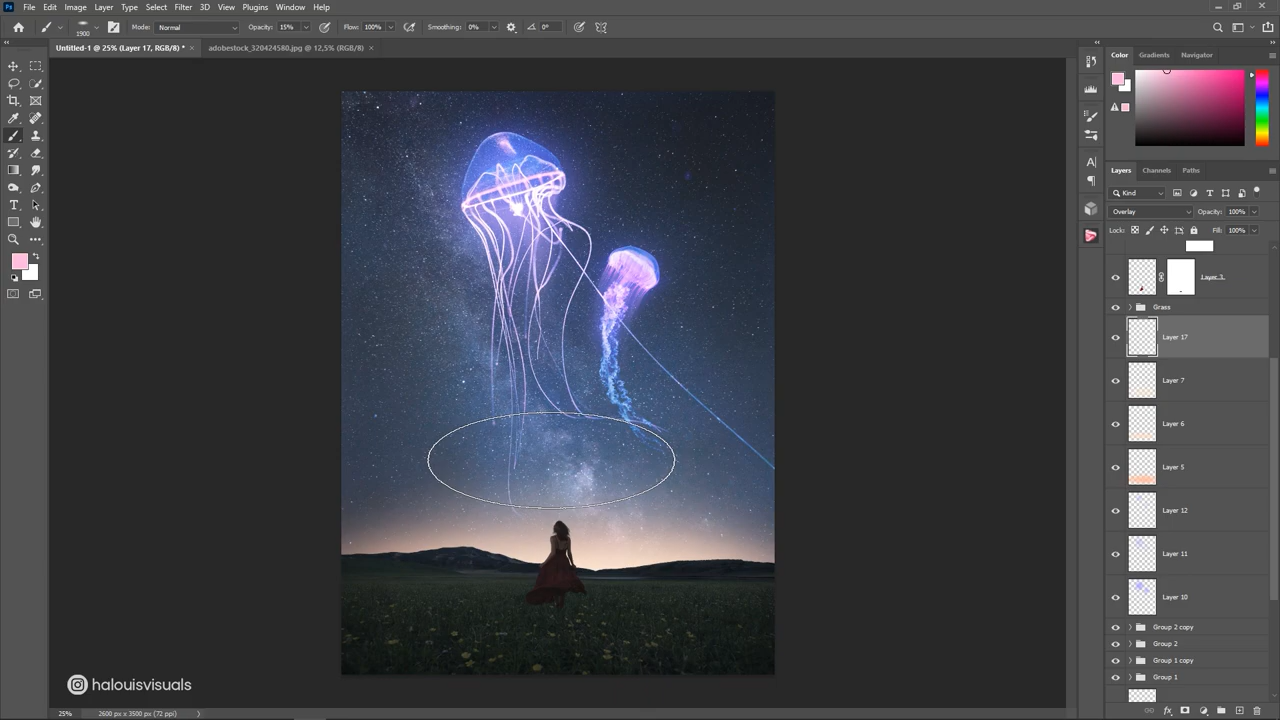 Ps File Edit Image Layer Type Select Filter 3D View Plugins Window Help
1900 Mode: Normal Opacity: 15% Flow: 100% Smoothing: 0% 0°
Untitled-1 @ 25% (Layer 17, RGB/8) * × adobestock_320424580.jpg @ 12,5% (RGB/8) ×
Color Gradients Navigator
Layers Channels Paths
Kind
Overlay Opacity: 100%
Lock: Fill: 100%
Layer 3
Grass
Layer 17
Layer 7
Layer 6
Layer 5
Layer 12
Layer 11
Layer 10
Group 2 copy
Group 2
Group 1 copy
Group 1
halouisvisuals
25% 2600 px x 3500 px (72 ppi)